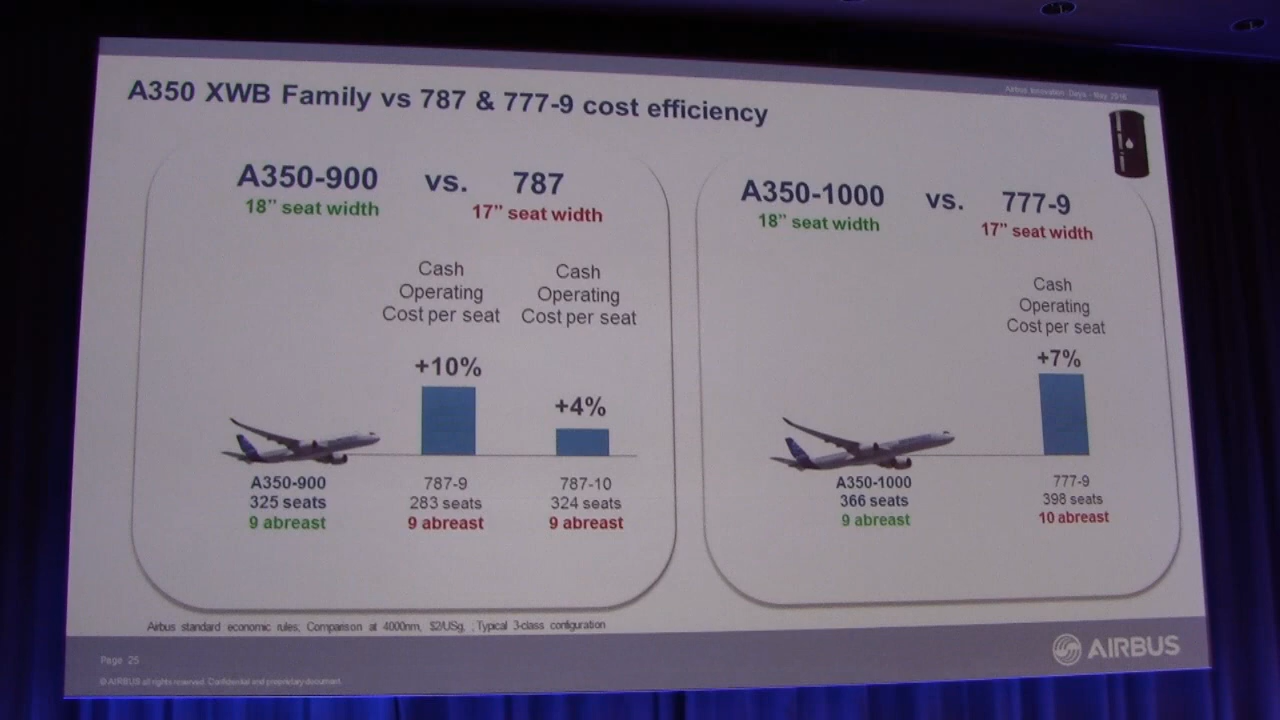 Airbus Innovation Days - May 2016
A350 XWB Family vs 787 & 777-9 cost efficiency
A350-900 vs. 787
18” seat width 17” seat width
Cash Operating Cost per seat
Cash Operating Cost per seat
+10%
+4%
A350-900
325 seats
9 abreast
787-9
283 seats
9 abreast
787-10
324 seats
9 abreast
A350-1000 vs. 777-9
18” seat width 17” seat width
Cash
Operating
Cost per seat
+7%
A350-1000
366 seats
9 abreast
777-9
398 seats
10 abreast
Airbus standard economic rules; Comparison at 4000nm, $2/USg, ; Typical 3-class configuration
Page 25
© AIRBUS all rights reserved. Confidential and proprietary document.
AIRBUS